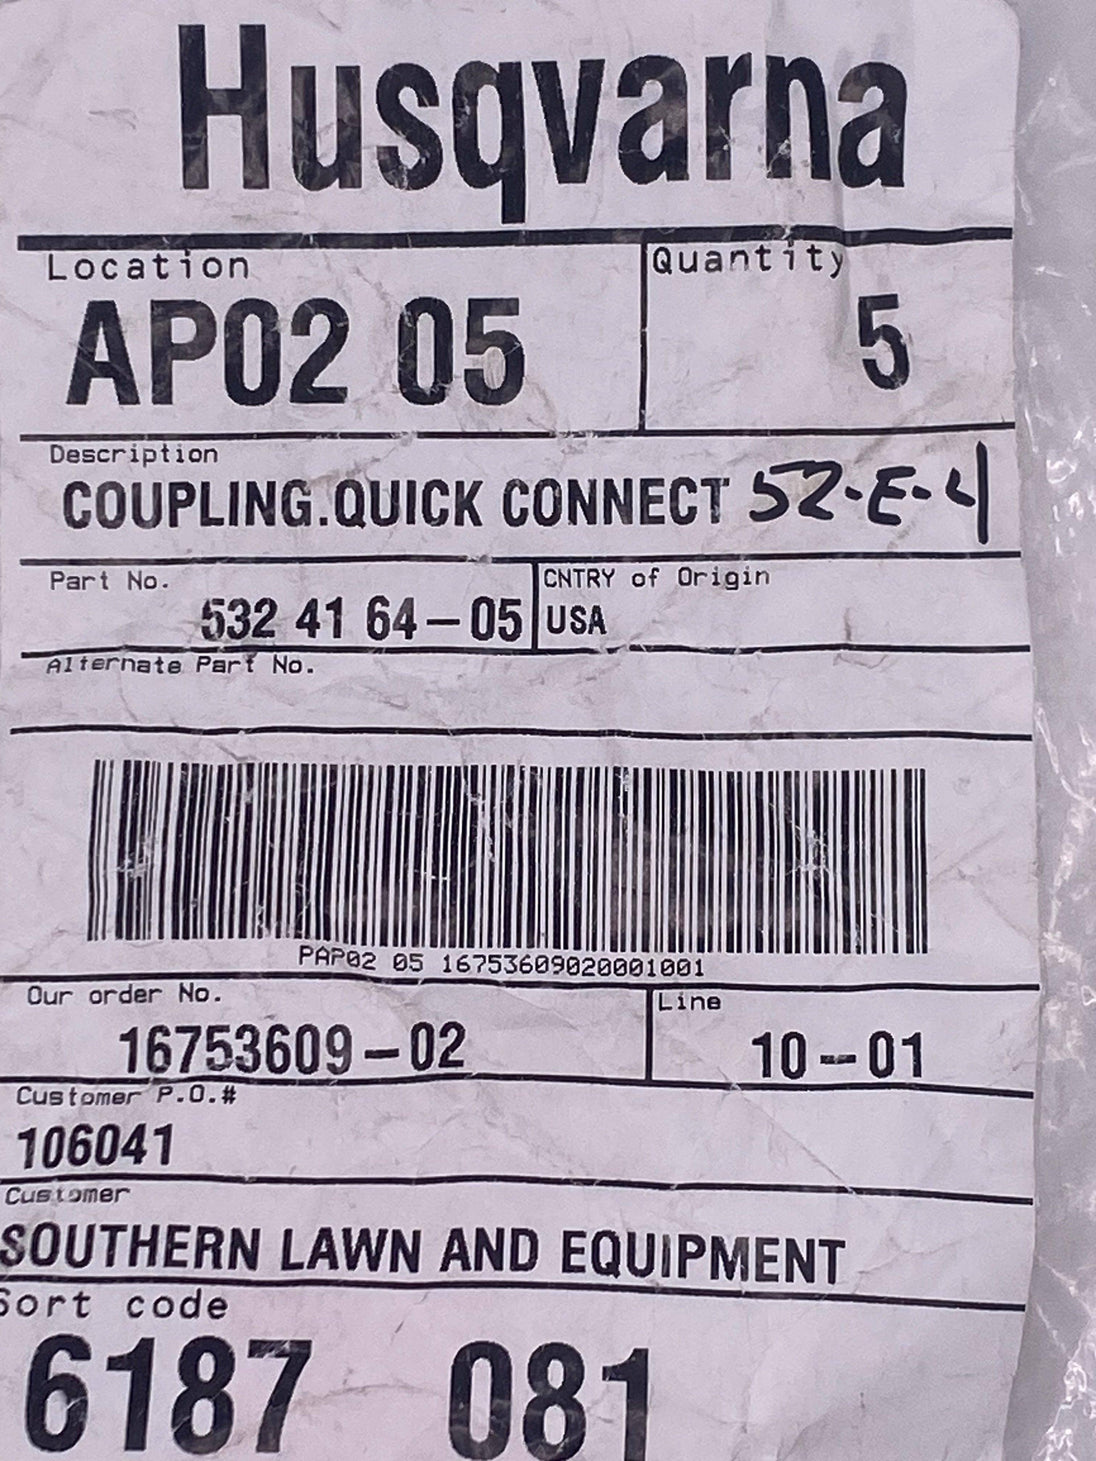 Husqvarna
Location
AP02 05
Quantity
5
Description
COUPLING.QUICK CONNECT 52-E-4
Part No.
532 41 64-05
CNTRY of Origin
USA
Alternate Part No.
PAP02 05 16753609020001001
Our order No.
16753609-02
Line
10-01
Customer P.O.#
106041
Customer
SOUTHERN LAWN AND EQUIPMENT
Sort code
6187 081